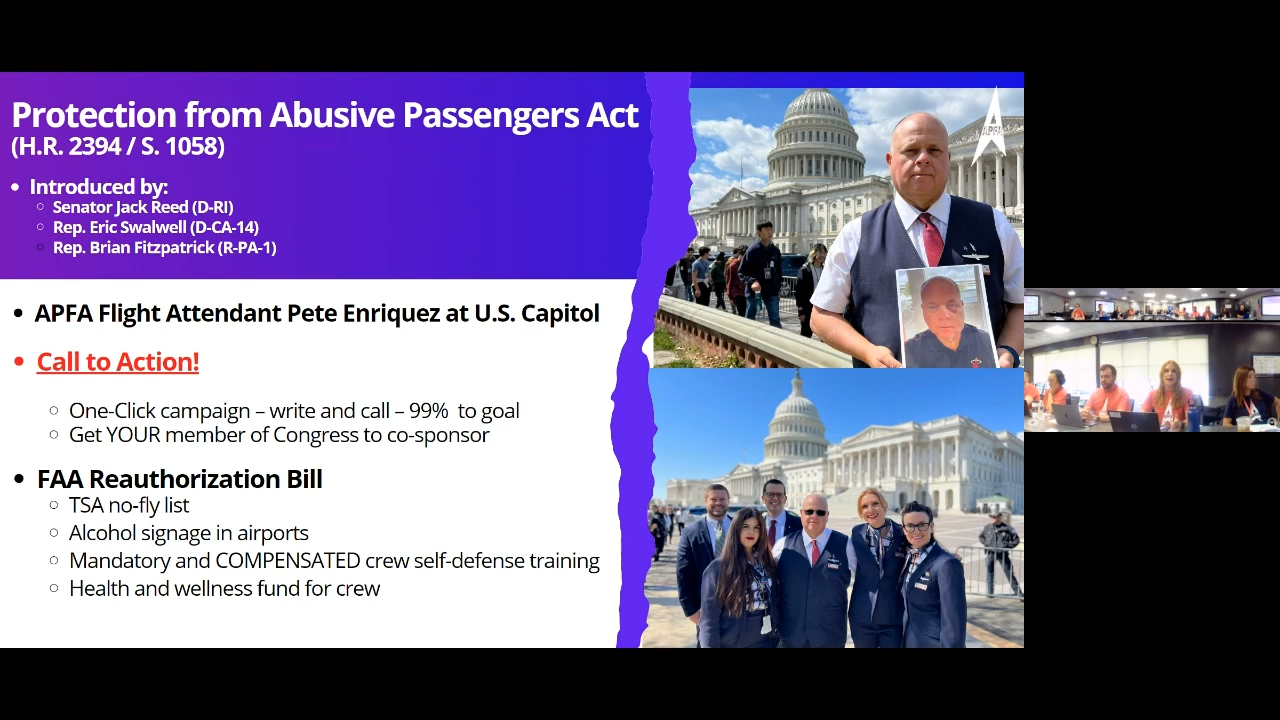 Protection from Abusive Passengers Act
(H.R. 2394 / S. 1058)
Introduced by:
Senator Jack Reed (D-RI)
Rep. Eric Swalwell (D-CA-14)
Rep. Brian Fitzpatrick (R-PA-1)
APFA Flight Attendant Pete Enriquez at U.S. Capitol
Call to Action!
One-Click campaign – write and call – 99% to goal
Get YOUR member of Congress to co-sponsor
FAA Reauthorization Bill
TSA no-fly list
Alcohol signage in airports
Mandatory and COMPENSATED crew self-defense training
Health and wellness fund for crew
APFA